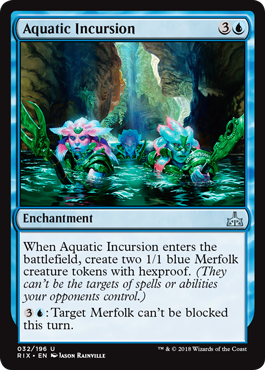 Aquatic Incursion 3
Enchantment
When Aquatic Incursion enters the
battlefield, create two 1/1 blue Merfolk
creature tokens with hexproof. (They
can't be the targets of spells or abilities
your opponents control.)
3 : Target Merfolk can't be blocked
this turn.
032/196 U
RIX • EN Jason Rainville
™ & © 2018 Wizards of the Coast